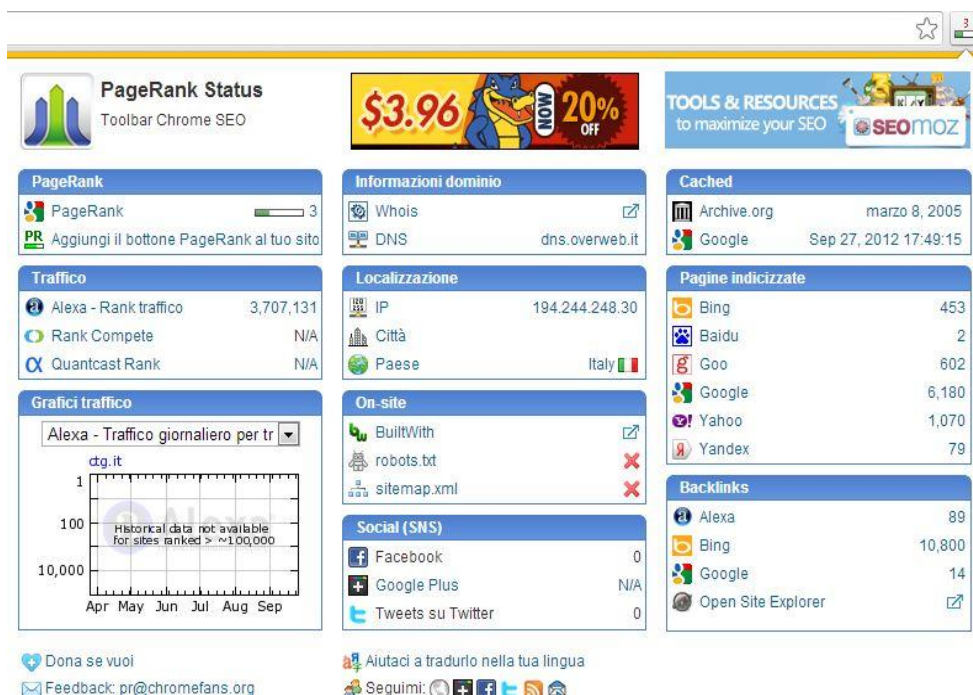 3
PageRank Status
Toolbar Chrome SEO
$3.96
NOW
20%
OFF
TOOLS & RESOURCES
to maximize your SEO
SEOmoz
PageRank
PageRank 3
PR Aggiungi il bottone PageRank al tuo sito
Traffico
Alexa - Rank traffico 3,707,131
Rank Compete N/A
Quantcast Rank N/A
Grafici traffico
Alexa - Traffico giornaliero per tr
ctg.it
Alexa
1
100
10,000
Historical data not available
for sites ranked > ~100,000
Apr May Jun Jul Aug Sep
Informazioni dominio
Whois
DNS dns.overweb.it
Localizzazione
IP 194.244.248.30
Città
Paese Italy
On-site
BuiltWith
robots.txt
sitemap.xml
Social (SNS)
Facebook 0
Google Plus N/A
Tweets su Twitter 0
Cached
Archive.org marzo 8, 2005
Google Sep 27, 2012 17:49:15
Pagine indicizzate
Bing 453
Baidu 2
Goo 602
Google 6,180
Yahoo 1,070
Yandex 79
Backlinks
Alexa 89
Bing 10,800
Google 14
Open Site Explorer
Dona se vuoi
Feedback: pr@chromefans.org
Aiutaci a tradurlo nella tua lingua
Seguimi: